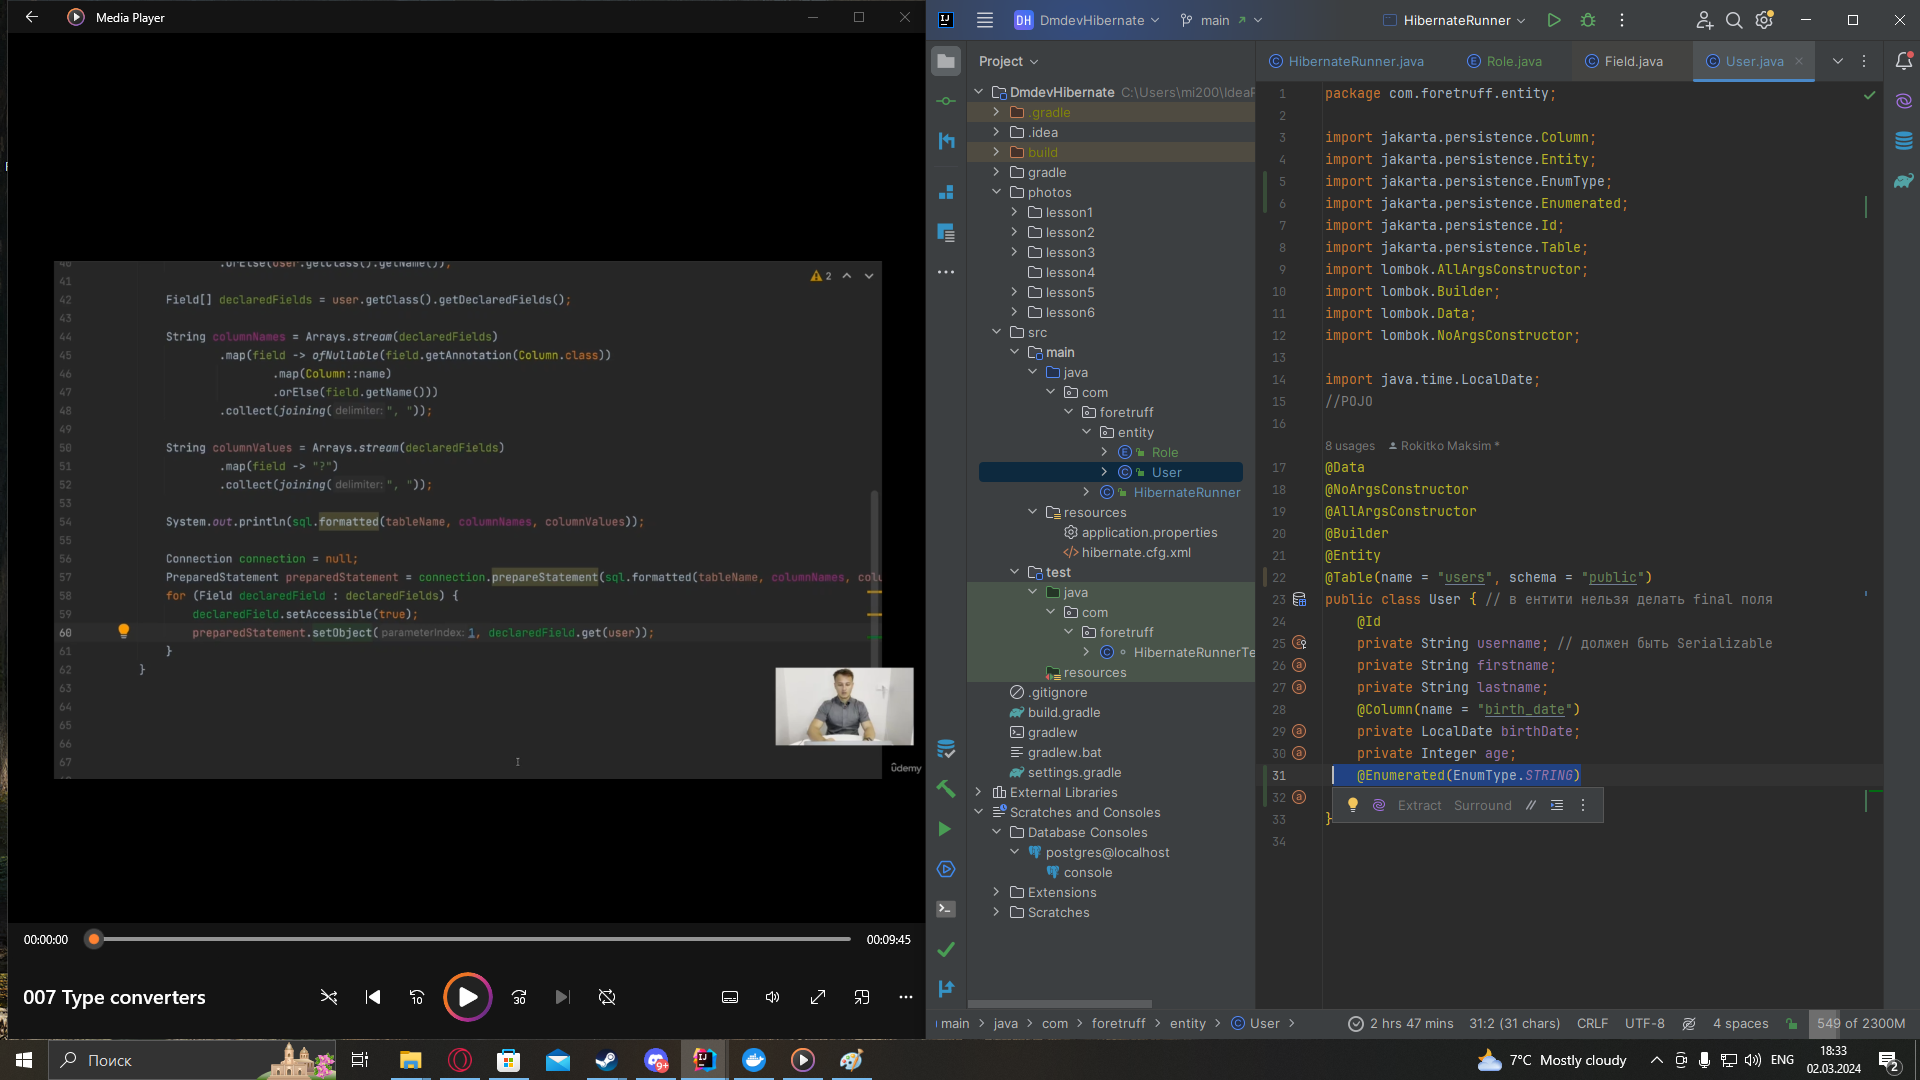 Media Player
40 .orElse(user.getClass().getName());
41
42 Field[] declaredFields = user.getClass().getDeclaredFields();
43
44 String columnNames = Arrays.stream(declaredFields)
45 .map(field -> ofNullable(field.getAnnotation(Column.class))
46 .map(Column::name)
47 .orElse(field.getName()))
48 .collect(joining( delimiter: ", "));
49
50 String columnValues = Arrays.stream(declaredFields)
51 .map(field -> "?")
52 .collect(joining( delimiter: ", "));
53
54 System.out.println(sql.formatted(tableName, columnNames, columnValues));
55
56 Connection connection = null;
57 PreparedStatement preparedStatement = connection.prepareStatement(sql.formatted(tableName, columnNames, colu
58 for (Field declaredField : declaredFields) {
59 declaredField.setAccessible(true);
60 preparedStatement.setObject( parameterIndex: 1, declaredField.get(user));
61 }
62 }
63
64
65
66
67
2
ûdemy
00:00:00
00:09:45
007 Type converters
10
30
DH DmdevHibernate
main
HibernateRunner
Project
DmdevHibernate C:\Users\mi200\IdeaP
.gradle
.idea
build
gradle
photos
lesson1
lesson2
lesson3
lesson4
lesson5
lesson6
src
main
java
com
foretruff
entity
Role
User
HibernateRunner
resources
application.properties
hibernate.cfg.xml
test
java
com
foretruff
HibernateRunnerTe
resources
.gitignore
build.gradle
gradlew
gradlew.bat
settings.gradle
External Libraries
Scratches and Consoles
Database Consoles
postgres@localhost
console
Extensions
Scratches
HibernateRunner.java
Role.java
Field.java
User.java
1 package com.foretruff.entity;
2
3 import jakarta.persistence.Column;
4 import jakarta.persistence.Entity;
5 import jakarta.persistence.EnumType;
6 import jakarta.persistence.Enumerated;
7 import jakarta.persistence.Id;
8 import jakarta.persistence.Table;
9 import lombok.AllArgsConstructor;
10 import lombok.Builder;
11 import lombok.Data;
12 import lombok.NoArgsConstructor;
13
14 import java.time.LocalDate;
15 //POJO
16
8 usages Rokitko Maksim *
17 @Data
18 @NoArgsConstructor
19 @AllArgsConstructor
20 @Builder
21 @Entity
22 @Table(name = "users", schema = "public")
23 public class User { // в ентити нельзя делать final поля
24 @Id
25 private String username; // должен быть Serializable
26 private String firstname;
27 private String lastname;
28 @Column(name = "birth_date")
29 private LocalDate birthDate;
30 private Integer age;
31 @Enumerated(EnumType.STRING)
32
Extract Surround //
33 }
34
main > java > com > foretruff > entity > User >
2 hrs 47 mins
31:2 (31 chars)
CRLF
UTF-8
4 spaces
549 of 2300M
Поиск
9+
7°C Mostly cloudy
ENG
18:33
02.03.2024
2